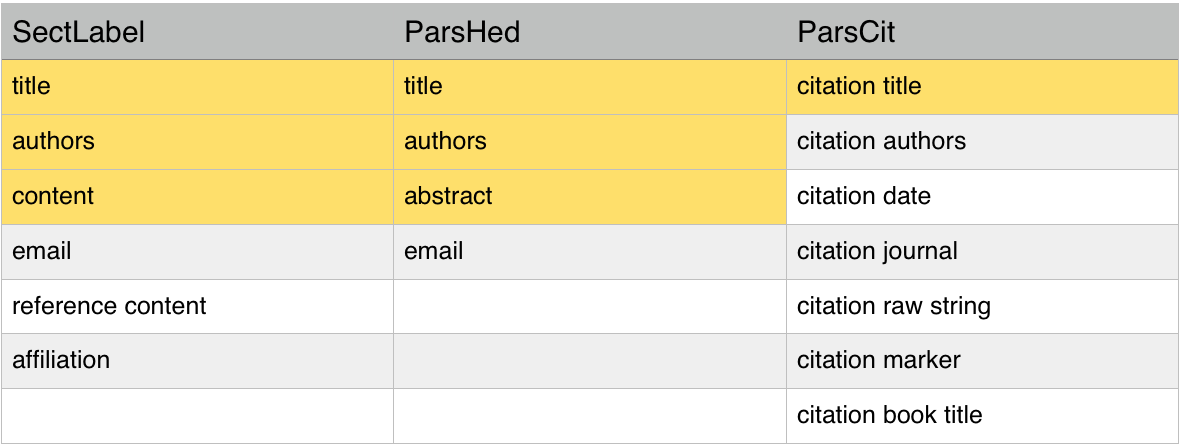 SectLabel ParsHed ParsCit
title title citation title
authors authors citation authors
content abstract citation date
email email citation journal
reference content citation raw string
affiliation citation marker
citation book title